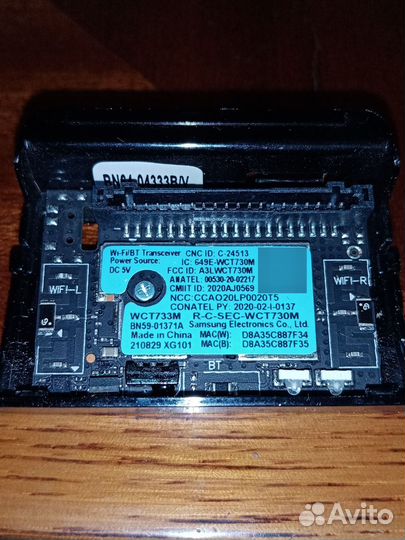 BN64-04333B/V
Wi-Fi/BT Transceiver CNC ID: C-24513
Power Source: IC: 649E-WCT730M
DC 5V FCC ID: A3LWCT730M
ANATEL: 00530-20-02217
CMIIT ID: 2020AJ0569
NCC:CCAO20LP0020T5
CONATEL PY: 2020-02-I-0137
WCT733M R-C-SEC-WCT730M
BN59-01371A Samsung Electronics Co., Ltd.
Made in China MAC(W): D8A35C887F34
210829 XG101 MAC(B): D8A35C887F35
WIFI-L
WIFI-R
BT
Avito